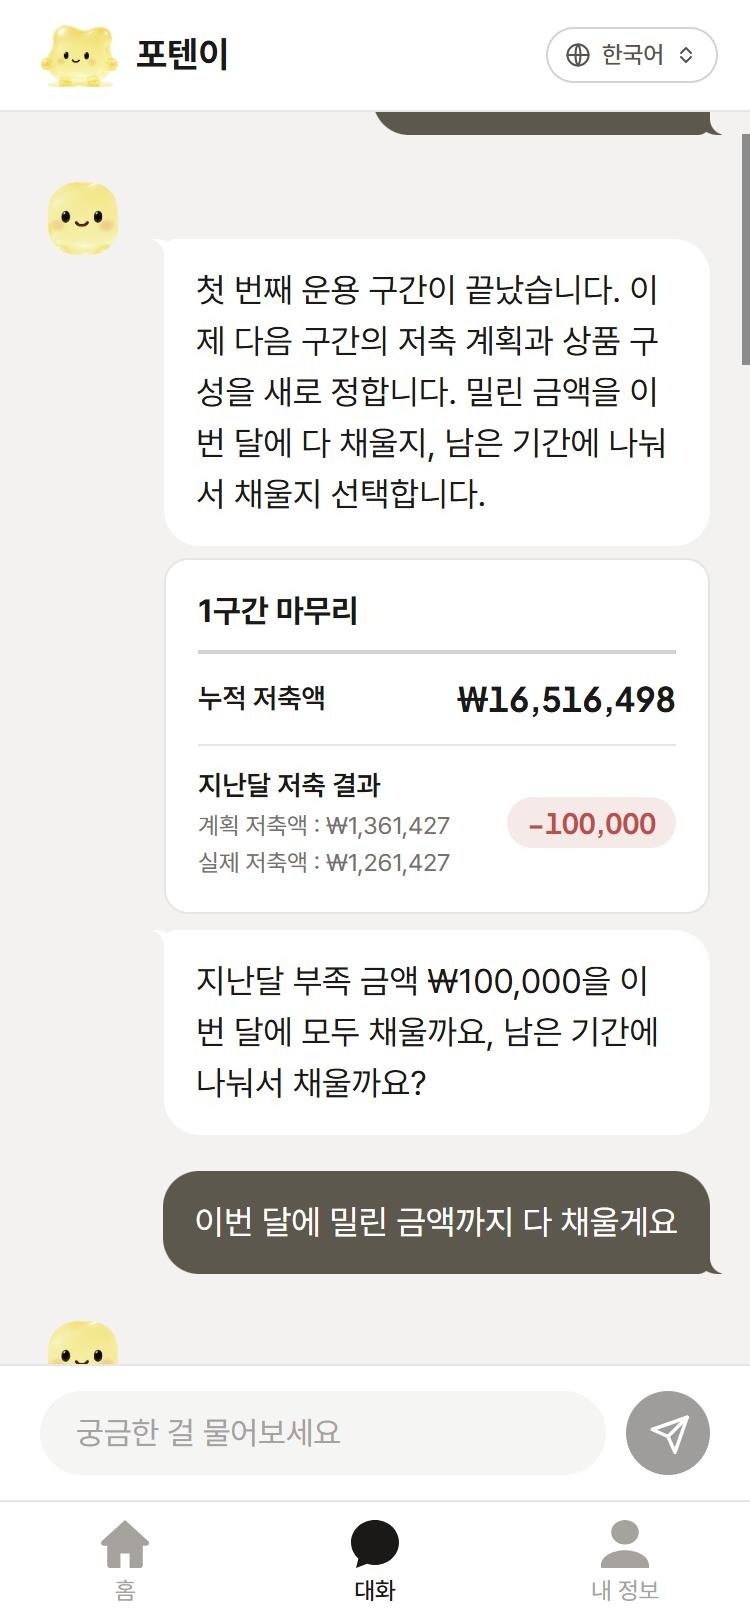 포텐이
한국어
첫 번째 운용 구간이 끝났습니다. 이
제 다음 구간의 저축 계획과 상품 구
성을 새로 정합니다. 밀린 금액을 이
번 달에 다 채울지, 남은 기간에 나눠
서 채울지 선택합니다.
1구간 마무리
누적 저축액 ₩16,516,498
지난달 저축 결과
계획 저축액 : ₩1,361,427
-100,000
실제 저축액 : ₩1,261,427
지난달 부족 금액 ₩100,000을 이
번 달에 모두 채울까요, 남은 기간에
나눠서 채울까요?
이번 달에 밀린 금액까지 다 채울게요
궁금한 걸 물어보세요
홈 대화 내 정보